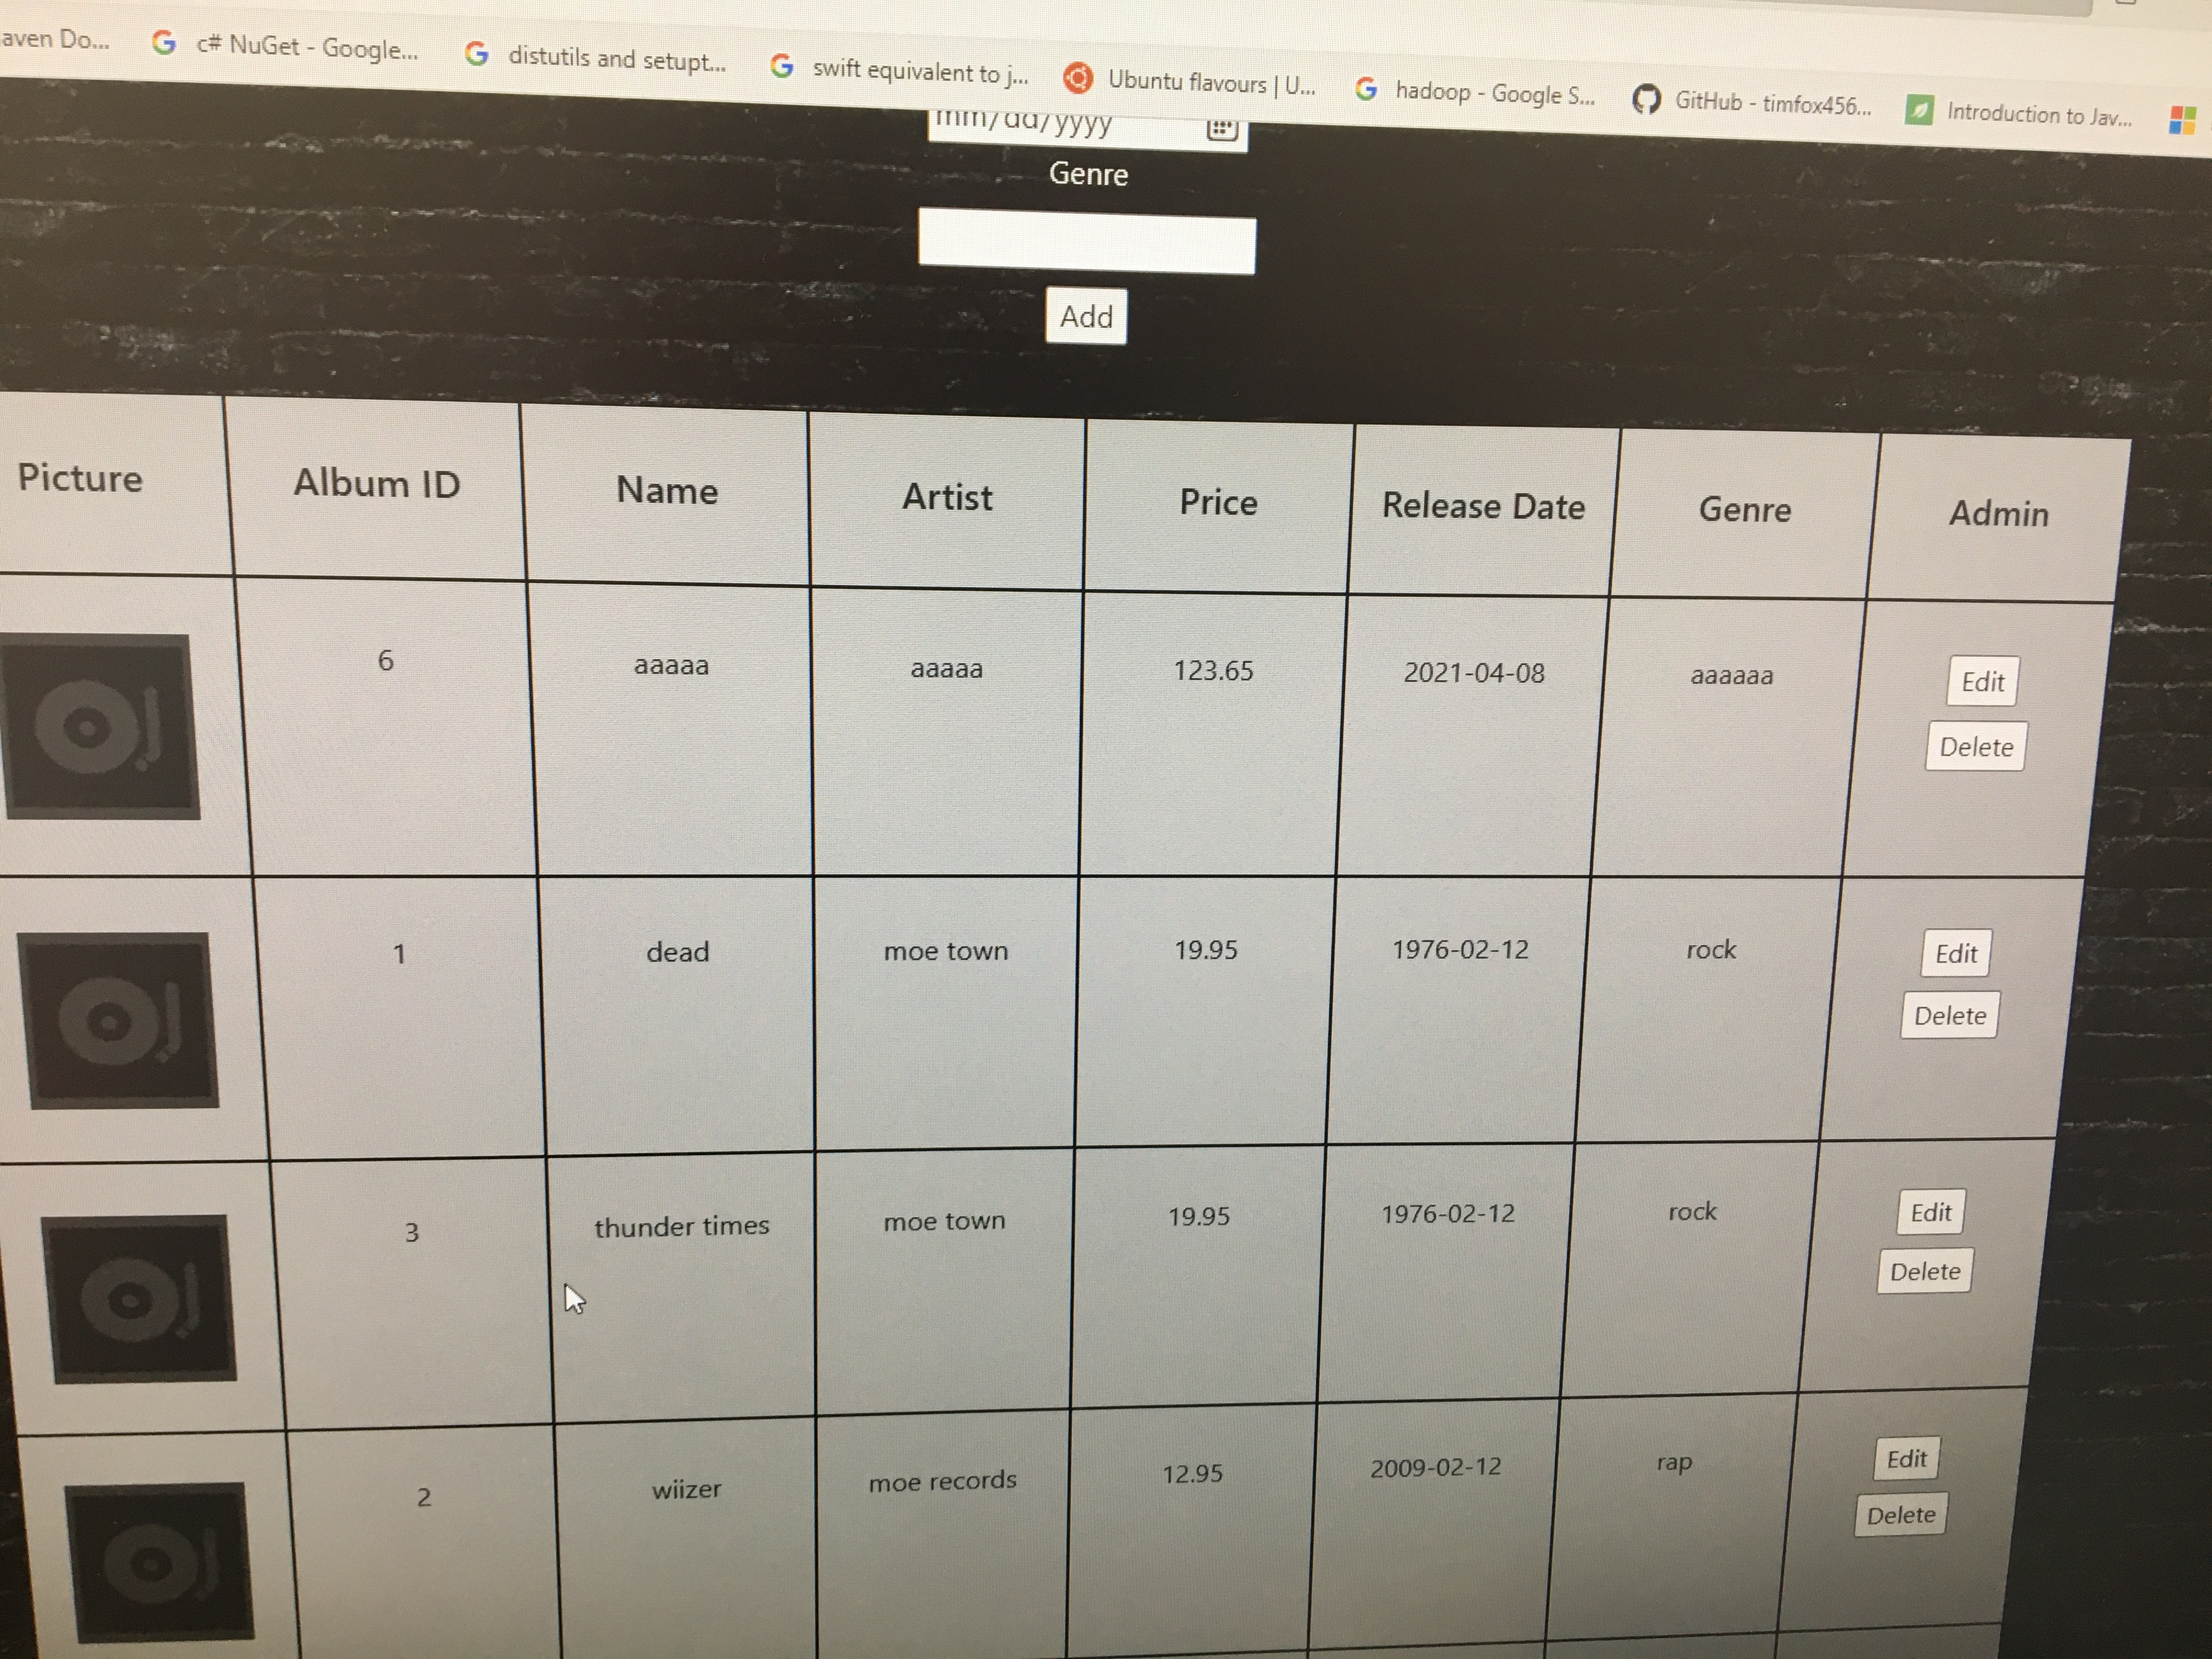 aven Do... c# NuGet - Google... distutils and setupt... swift equivalent to j... Ubuntu flavours | U... hadoop - Google S... GitHub - timfox456... Introduction to Jav...
mm/dd/yyyy
Genre
Add
Picture Album ID Name Artist Price Release Date Genre Admin
6 aaaaa aaaaa 123.65 2021-04-08 aaaaaa Edit
Delete
1 dead moe town 19.95 1976-02-12 rock Edit
Delete
3 thunder times moe town 19.95 1976-02-12 rock Edit
Delete
2 wiizer moe records 12.95 2009-02-12 rap Edit
Delete